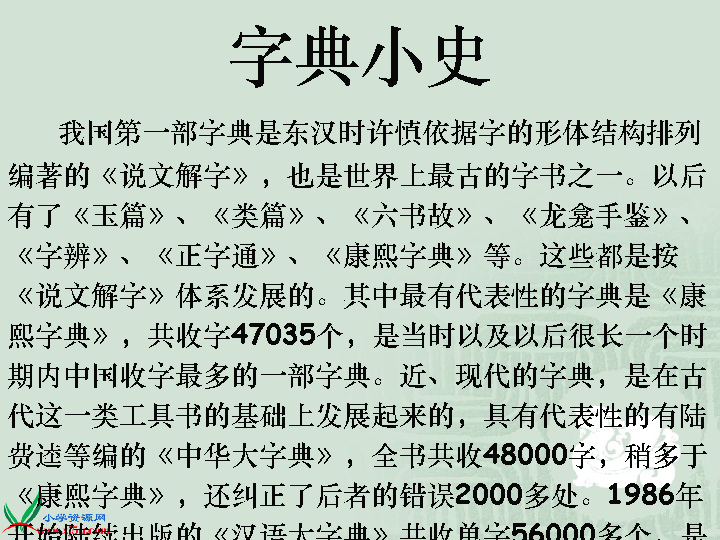 字典小史
我国第一部字典是东汉时许慎依据字的形体结构排列
编著的《说文解字》，也是世界上最古的字书之一。以后
有了《玉篇》、《类篇》、《六书故》、《龙龛手鉴》、
《字辨》、《正字通》、《康熙字典》等。这些都是按
《说文解字》体系发展的。其中最有代表性的字典是《康
熙字典》，共收字47035个，是当时以及以后很长一个时
期内中国收字最多的一部字典。近、现代的字典，是在古
代这一类工具书的基础上发展起来的，具有代表性的有陆
费逵等编的《中华大字典》，全书共收48000字，稍多于
《康熙字典》，还纠正了后者的错误2000多处。1986年
开始陆续出版的《汉语大字典》共收单字56000多个，是
小学资源网